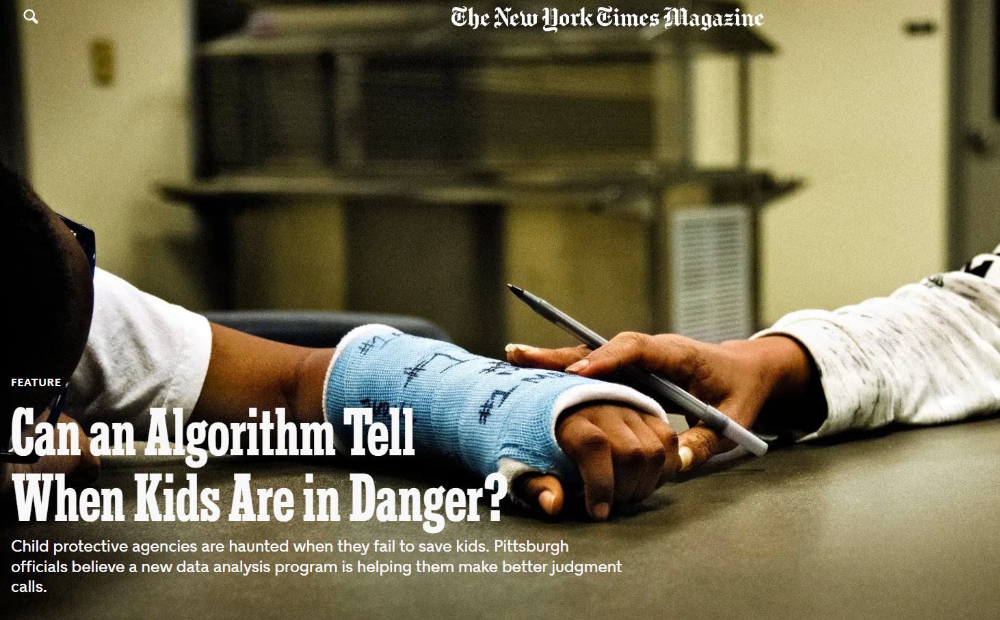 The New York Times Magazine
FEATURE
Can an Algorithm Tell
When Kids Are in Danger?
Child protective agencies are haunted when they fail to save kids. Pittsburgh
officials believe a new data analysis program is helping them make better judgment
calls.